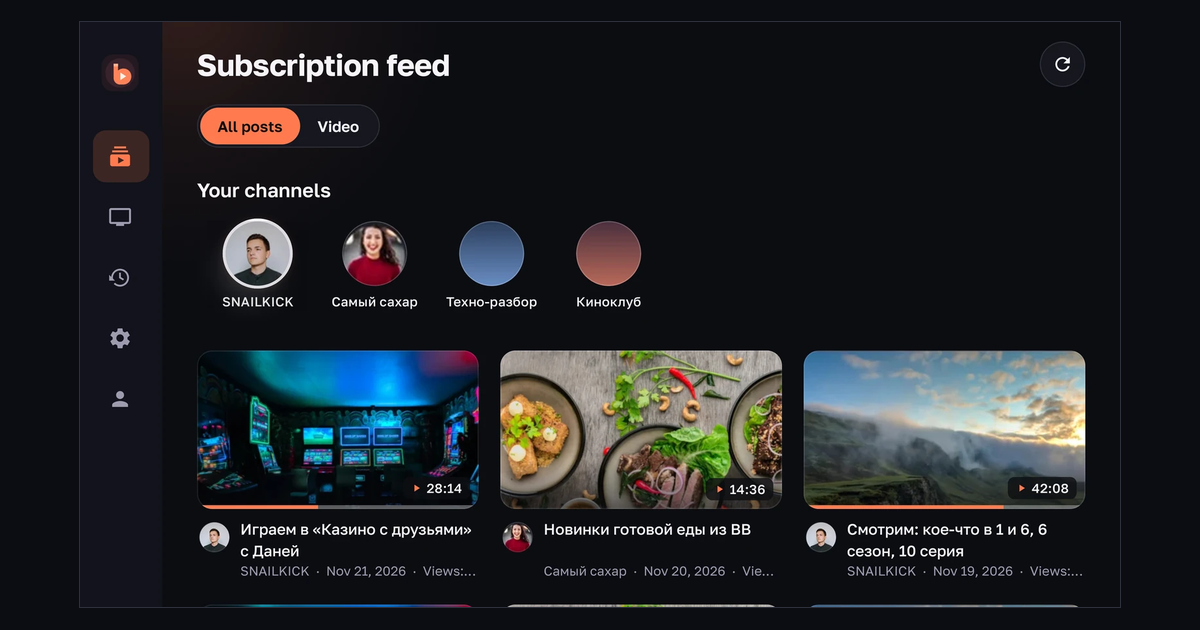 Subscription feed
All posts Video
Your channels
SNAILKICK Самый сахар Техно-разбор Киноклуб
28:14
14:36
42:08
Играем в «Казино с друзьями»
с Даней
SNAILKICK · Nov 21, 2026 · Views:...
Новинки готовой еды из ВВ
Самый сахар · Nov 20, 2026 · Vie...
Смотрим: кое-что в 1 и 6, 6
сезон, 10 серия
SNAILKICK · Nov 19, 2026 · Views:...